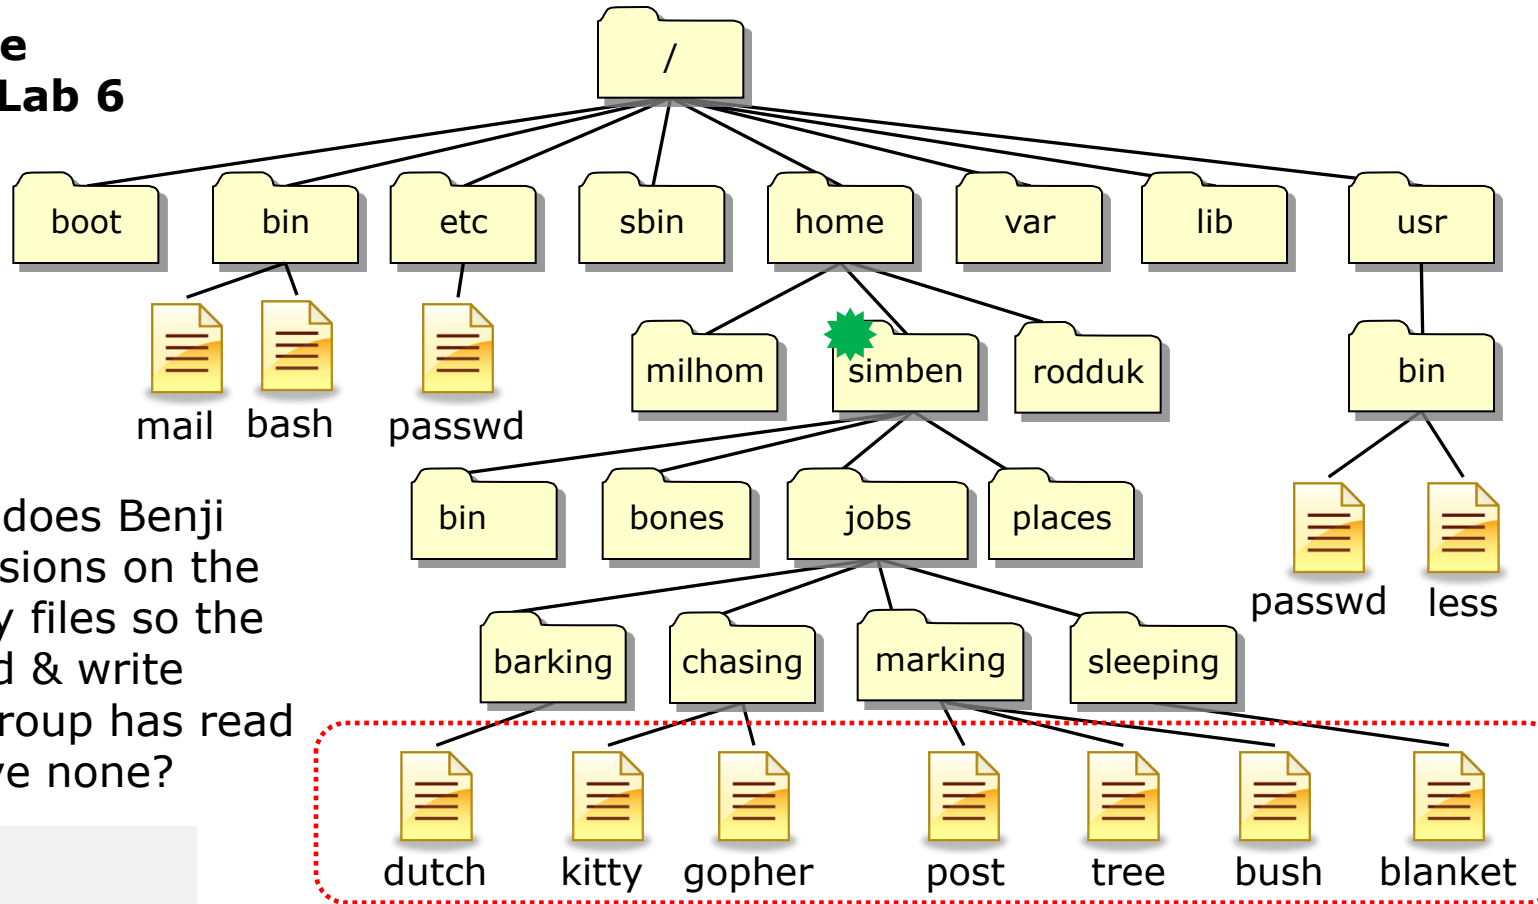 e
Lab 6
/
boot bin etc sbin home var lib usr
mail bash passwd milhom simben rodduk bin
bin bones jobs places
passwd less
does Benji
sions on the
y files so the
d & write
roup has read
ve none?
barking chasing marking sleeping
dutch kitty gopher post tree bush blanket